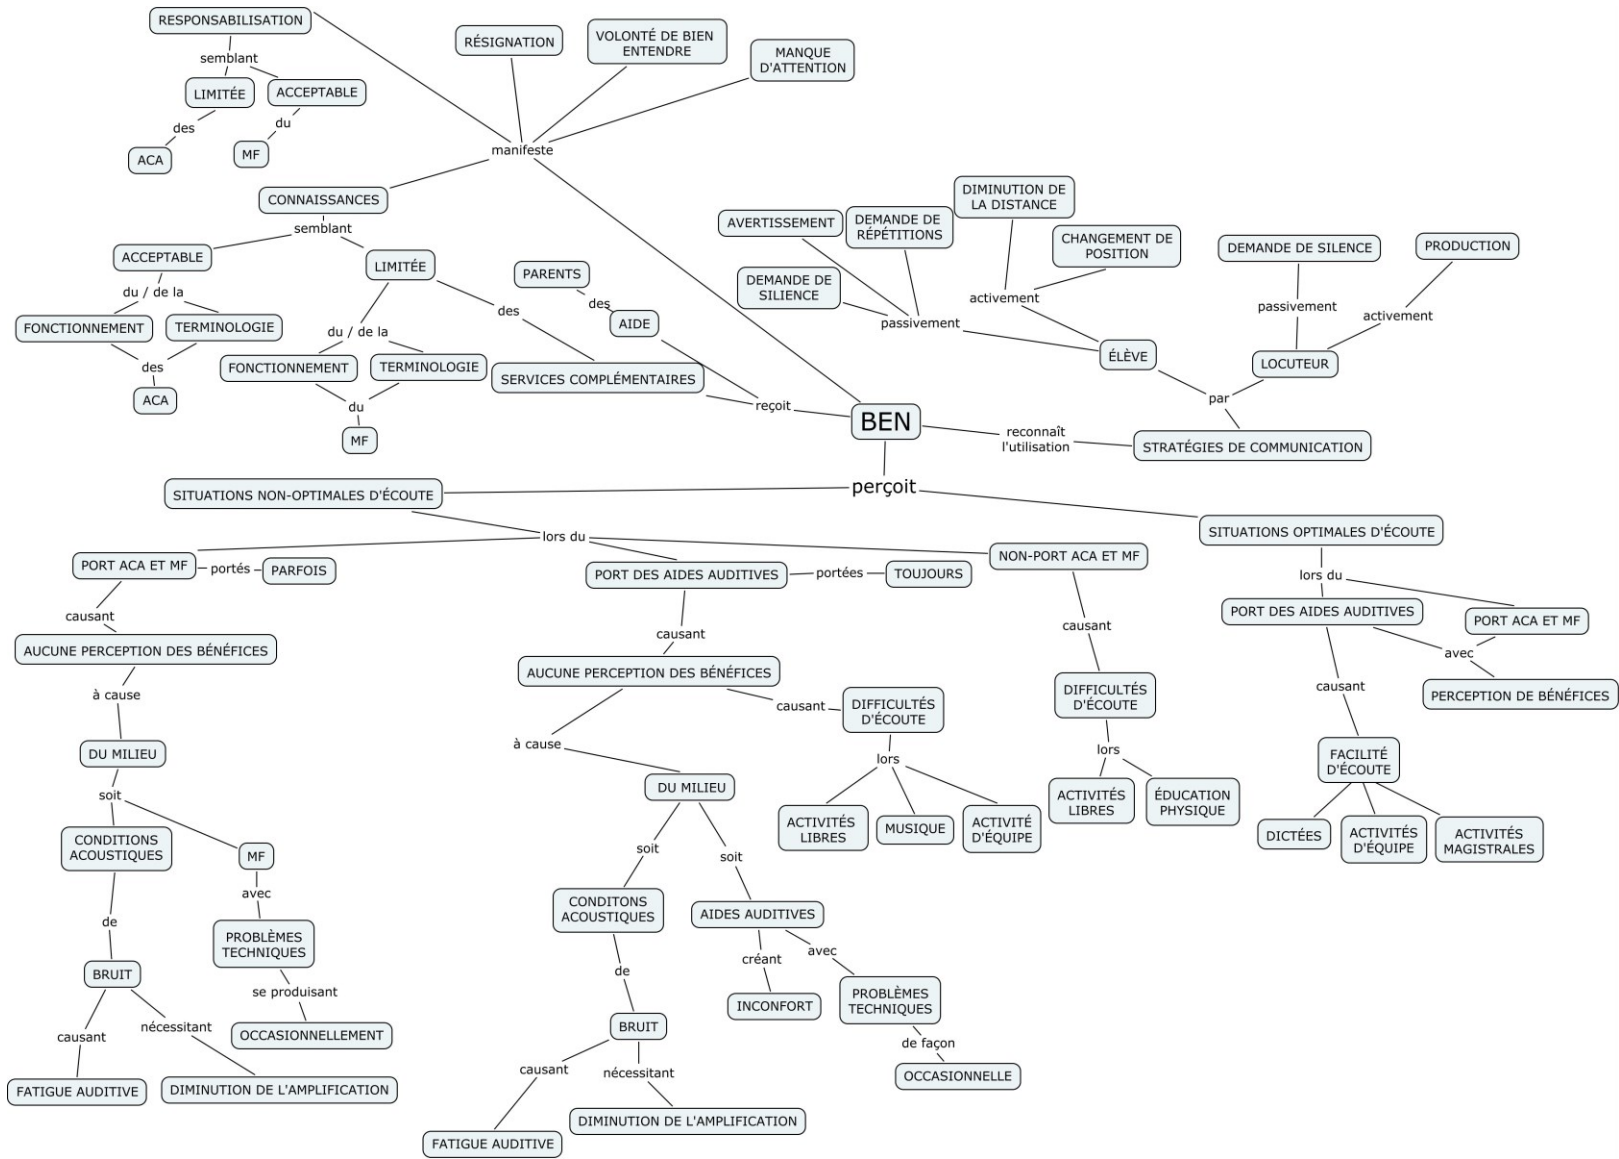 RESPONSABILISATION
semblant
LIMITÉE
ACCEPTABLE
des
du
ACA
MF
RÉSIGNATION
VOLONTÉ DE BIEN
ENTENDRE
MANQUE
D'ATTENTION
manifeste
CONNAISSANCES
semblant
ACCEPTABLE
LIMITÉE
du / de la
FONCTIONNEMENT
TERMINOLOGIE
des
ACA
du / de la
FONCTIONNEMENT
TERMINOLOGIE
du
MF
des
SERVICES COMPLÉMENTAIRES
PARENTS
des
AIDE
reçoit
BEN
AVERTISSEMENT
DEMANDE DE
RÉPÉTITIONS
DIMINUTION DE
LA DISTANCE
CHANGEMENT DE
POSITION
DEMANDE DE
SILIENCE
activement
passivement
ÉLÈVE
DEMANDE DE SILENCE
PRODUCTION
passivement
activement
LOCUTEUR
par
reconnaît
l'utilisation
STRATÉGIES DE COMMUNICATION
perçoit
SITUATIONS NON-OPTIMALES D'ÉCOUTE
SITUATIONS OPTIMALES D'ÉCOUTE
lors du
PORT ACA ET MF
portés
PARFOIS
causant
AUCUNE PERCEPTION DES BÉNÉFICES
à cause
DU MILIEU
soit
CONDITIONS
ACOUSTIQUES
MF
de
avec
BRUIT
PROBLÈMES
TECHNIQUES
se produisant
OCCASIONNELLEMENT
causant
nécessitant
FATIGUE AUDITIVE
DIMINUTION DE L'AMPLIFICATION
PORT DES AIDES AUDITIVES
portées
TOUJOURS
causant
AUCUNE PERCEPTION DES BÉNÉFICES
causant
DIFFICULTÉS
D'ÉCOUTE
lors
ACTIVITÉS
LIBRES
MUSIQUE
ACTIVITÉ
D'ÉQUIPE
à cause
DU MILIEU
soit
soit
CONDITONS
ACOUSTIQUES
AIDES AUDITIVES
de
créant
avec
INCONFORT
PROBLÈMES
TECHNIQUES
de façon
OCCASIONNELLE
BRUIT
causant
nécessitant
FATIGUE AUDITIVE
DIMINUTION DE L'AMPLIFICATION
NON-PORT ACA ET MF
causant
DIFFICULTÉS
D'ÉCOUTE
lors
ACTIVITÉS
LIBRES
ÉDUCATION
PHYSIQUE
lors du
PORT DES AIDES AUDITIVES
PORT ACA ET MF
avec
PERCEPTION DE BÉNÉFICES
causant
FACILITÉ
D'ÉCOUTE
DICTÉES
ACTIVITÉS
D'ÉQUIPE
ACTIVITÉS
MAGISTRALES